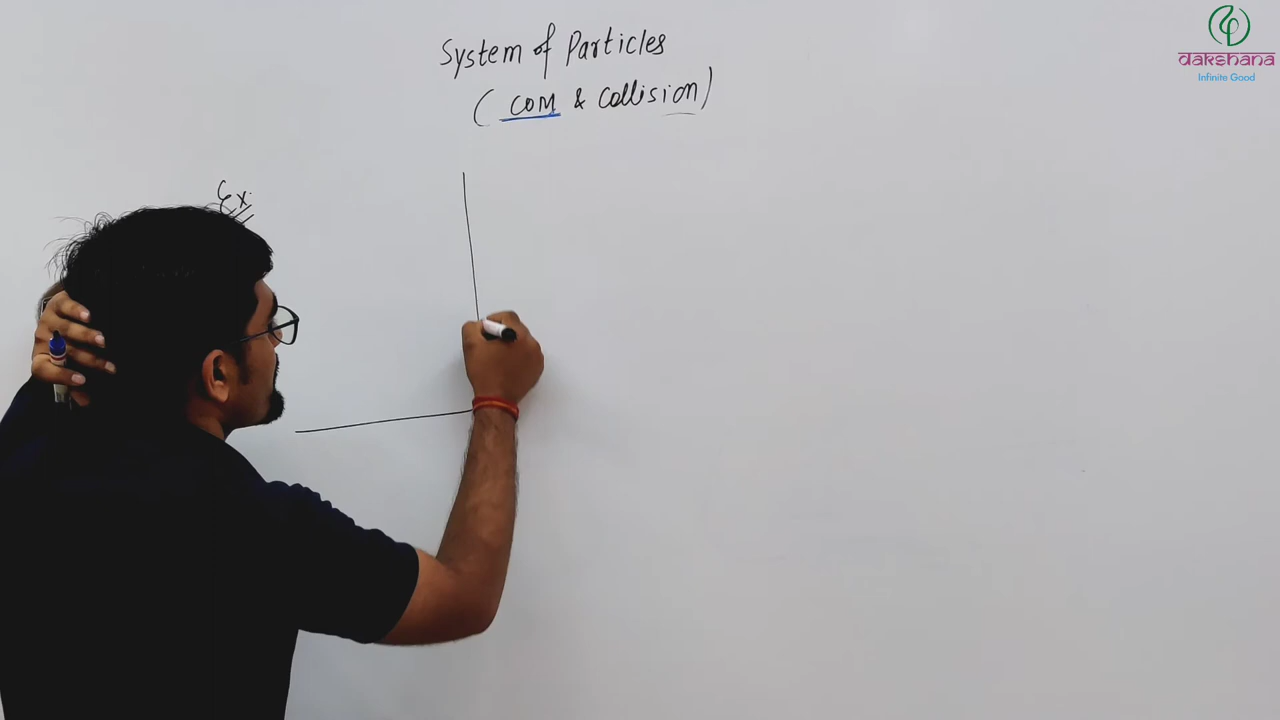 System of Particles
(COM & Collision)
Ex.
dakshana
Infinite Good